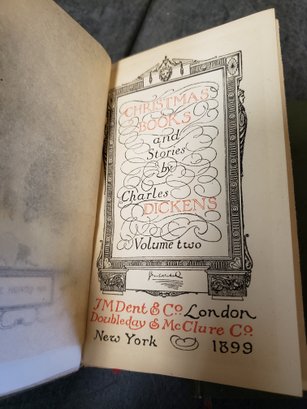 CHRISTMAS
BOOKS
and
Stories
by
Charles
DICKENS
Volume two
J.M. Dent & Co. London
Doubleday & McClure Co.
New York 1899